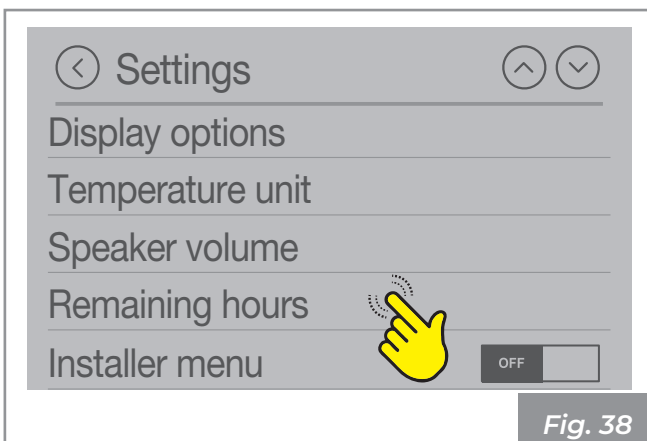 Settings
Display options
Temperature unit
Speaker volume
Remaining hours
Installer menu OFF
Fig. 38